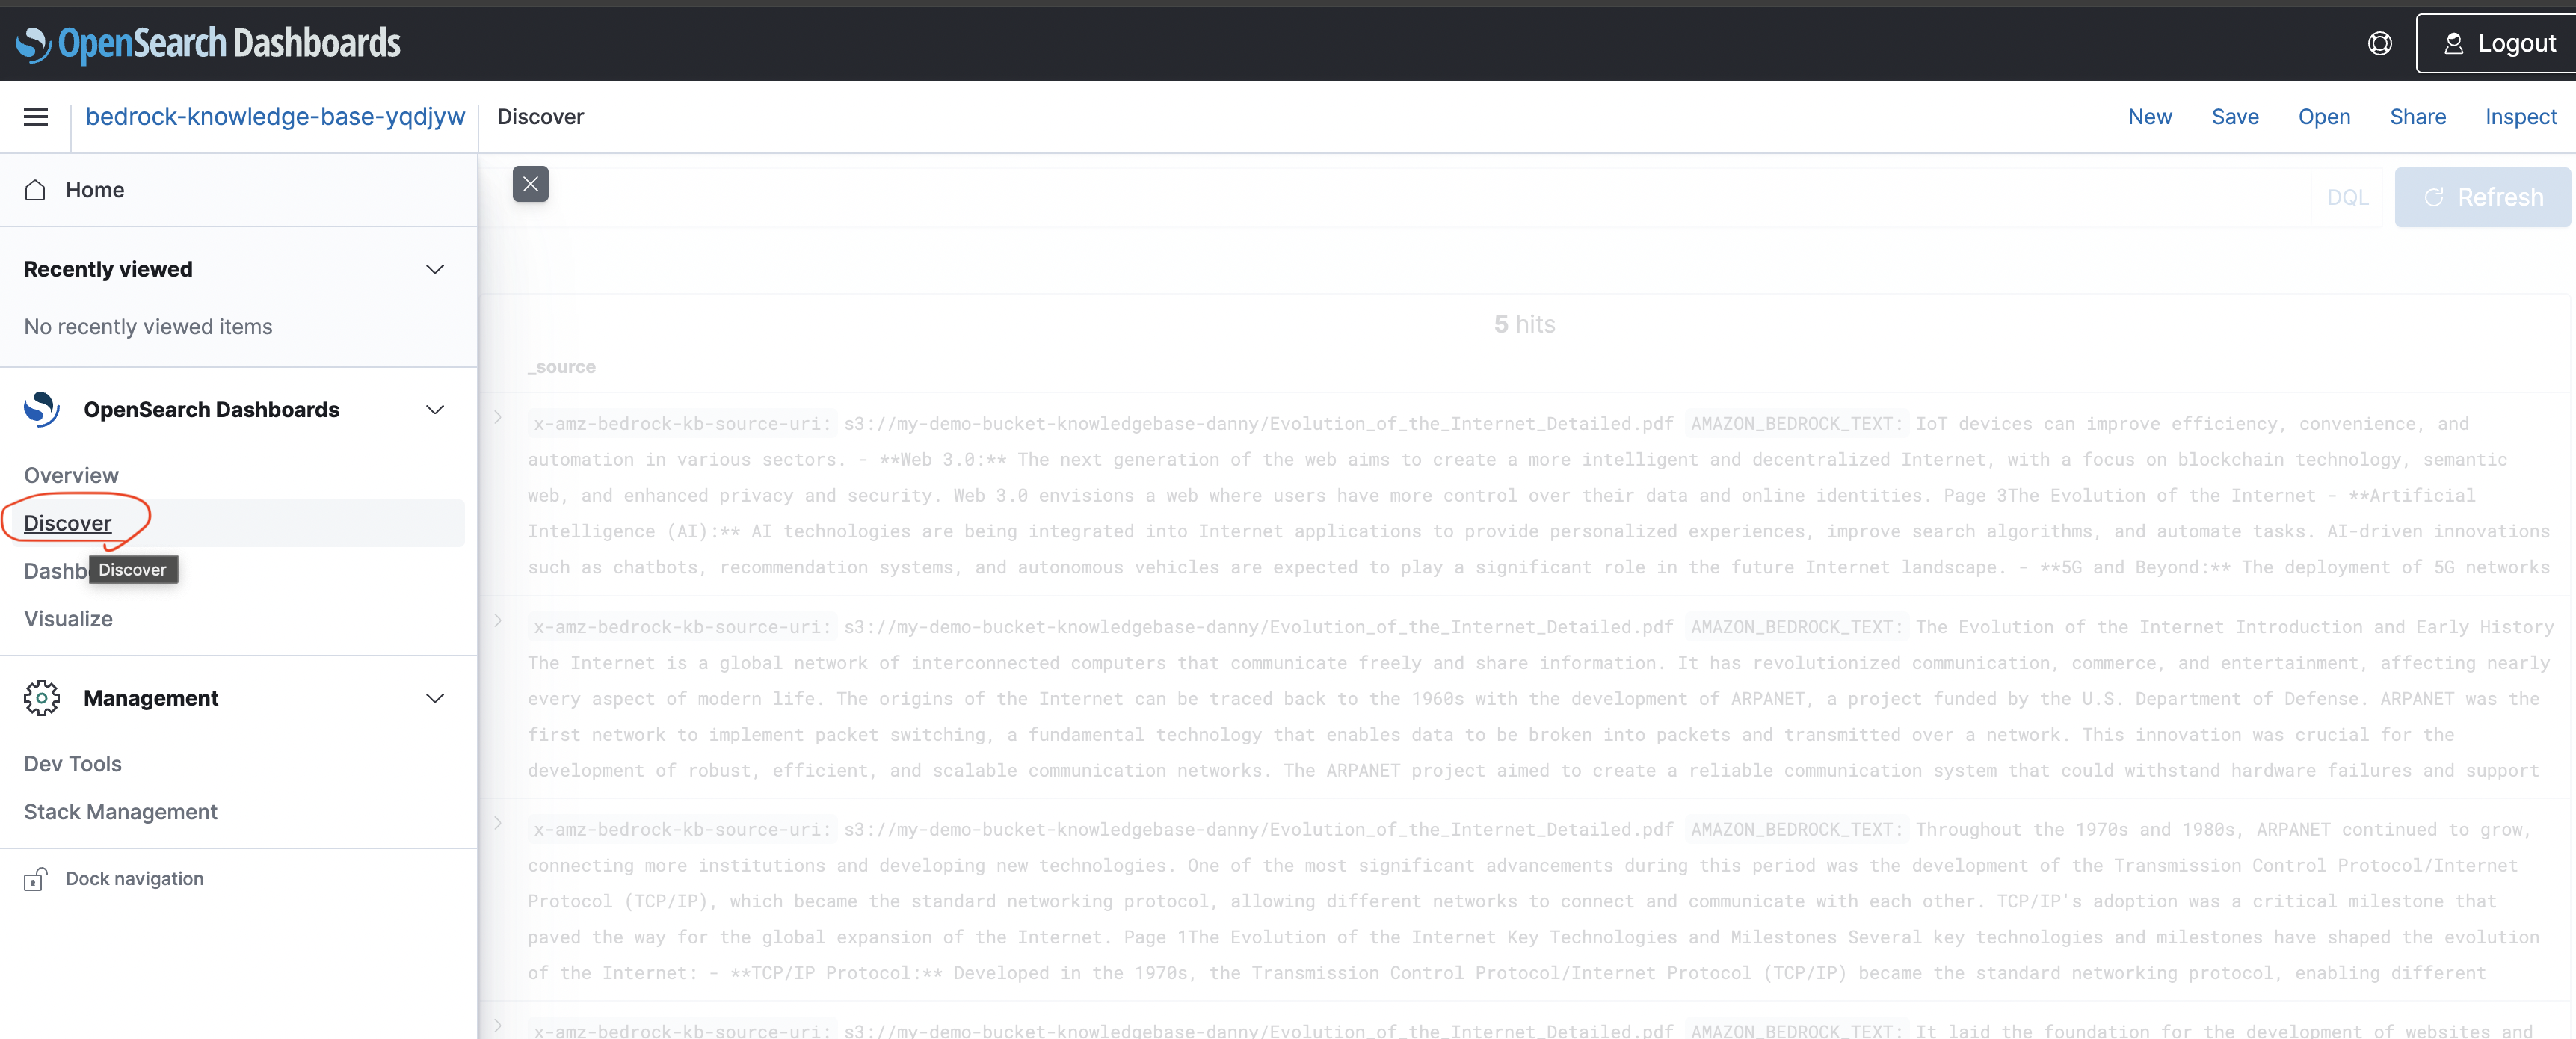 OpenSearch Dashboards
Logout
bedrock-knowledge-base-yqdjyw
Discover
New
Save
Open
Share
Inspect
Home
Recently viewed
No recently viewed items
OpenSearch Dashboards
Overview
Discover
Dashb
Discover
Visualize
Management
Dev Tools
Stack Management
Dock navigation
DQL
Refresh
5 hits
_source
x-amz-bedrock-kb-source-uri: s3://my-demo-bucket-knowledgebase-danny/Evolution_of_the_Internet_Detailed.pdf AMAZON_BEDROCK_TEXT: IoT devices can improve efficiency, convenience, and
automation in various sectors. - **Web 3.0:** The next generation of the web aims to create a more intelligent and decentralized Internet, with a focus on blockchain technology, semantic
web, and enhanced privacy and security. Web 3.0 envisions a web where users have more control over their data and online identities. Page 3The Evolution of the Internet - **Artificial
Intelligence (AI):** AI technologies are being integrated into Internet applications to provide personalized experiences, improve search algorithms, and automate tasks. AI-driven innovations
such as chatbots, recommendation systems, and autonomous vehicles are expected to play a significant role in the future Internet landscape. - **5G and Beyond:** The deployment of 5G networks
x-amz-bedrock-kb-source-uri: s3://my-demo-bucket-knowledgebase-danny/Evolution_of_the_Internet_Detailed.pdf AMAZON_BEDROCK_TEXT: The Evolution of the Internet Introduction and Early History
The Internet is a global network of interconnected computers that communicate freely and share information. It has revolutionized communication, commerce, and entertainment, affecting nearly
every aspect of modern life. The origins of the Internet can be traced back to the 1960s with the development of ARPANET, a project funded by the U.S. Department of Defense. ARPANET was the
first network to implement packet switching, a fundamental technology that enables data to be broken into packets and transmitted over a network. This innovation was crucial for the
development of robust, efficient, and scalable communication networks. The ARPANET project aimed to create a reliable communication system that could withstand hardware failures and support
x-amz-bedrock-kb-source-uri: s3://my-demo-bucket-knowledgebase-danny/Evolution_of_the_Internet_Detailed.pdf AMAZON_BEDROCK_TEXT: Throughout the 1970s and 1980s, ARPANET continued to grow,
connecting more institutions and developing new technologies. One of the most significant advancements during this period was the development of the Transmission Control Protocol/Internet
Protocol (TCP/IP), which became the standard networking protocol, allowing different networks to connect and communicate with each other. TCP/IP's adoption was a critical milestone that
paved the way for the global expansion of the Internet. Page 1The Evolution of the Internet Key Technologies and Milestones Several key technologies and milestones have shaped the evolution
of the Internet: - **TCP/IP Protocol:** Developed in the 1970s, the Transmission Control Protocol/Internet Protocol (TCP/IP) became the standard networking protocol, enabling different
x-amz-bedrock-kb-source-uri: s3://my-demo-bucket-knowledgebase-danny/Evolution_of_the_Internet_Detailed.pdf AMAZON_BEDROCK_TEXT: It laid the foundation for the development of websites and